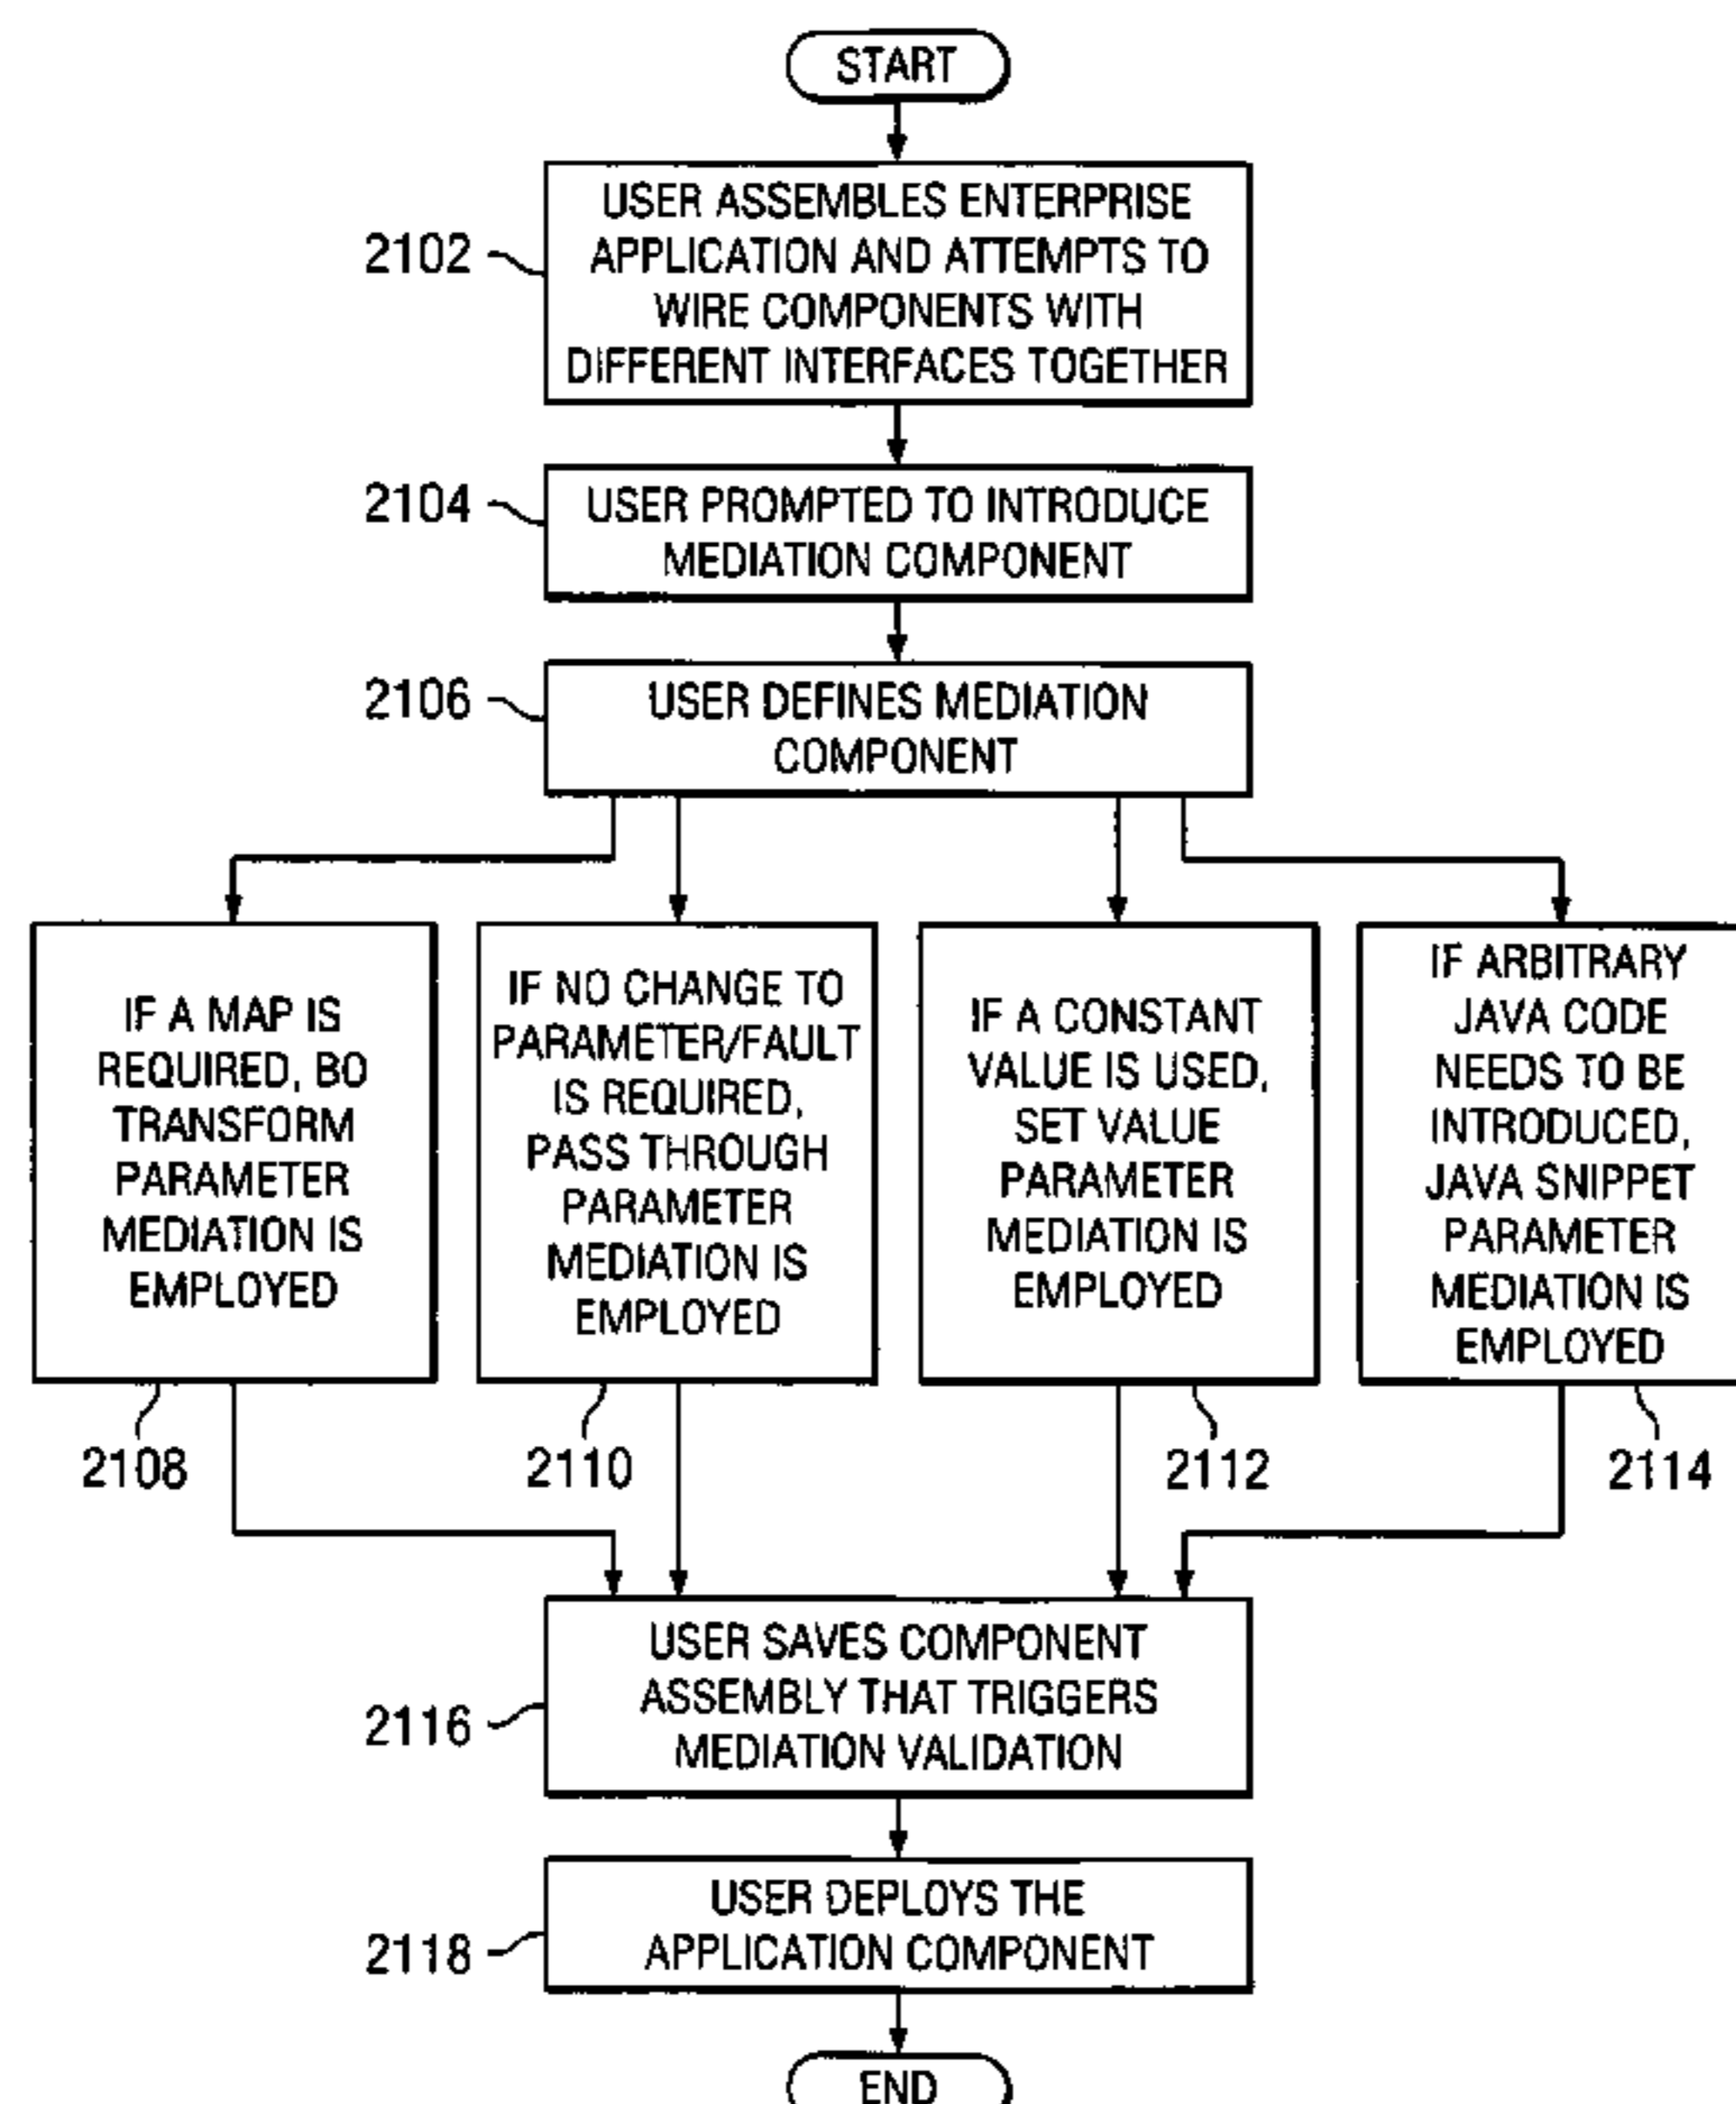 START
2102
USER ASSEMBLES ENTERPRISE
APPLICATION AND ATTEMPTS TO
WIRE COMPONENTS WITH
DIFFERENT INTERFACES TOGETHER
2104
USER PROMPTED TO INTRODUCE
MEDIATION COMPONENT
2106
USER DEFINES MEDIATION
COMPONENT
IF A MAP IS
REQUIRED, BO
TRANSFORM
PARAMETER
MEDIATION IS
EMPLOYED
2108
IF NO CHANGE TO
PARAMETER/FAULT
IS REQUIRED,
PASS THROUGH
PARAMETER
MEDIATION IS
EMPLOYED
2110
IF A CONSTANT
VALUE IS USED,
SET VALUE
PARAMETER
MEDIATION IS
EMPLOYED
2112
IF ARBITRARY
JAVA CODE
NEEDS TO BE
INTRODUCED,
JAVA SNIPPET
PARAMETER
MEDIATION IS
EMPLOYED
2114
2116
USER SAVES COMPONENT
ASSEMBLY THAT TRIGGERS
MEDIATION VALIDATION
2118
USER DEPLOYS THE
APPLICATION COMPONENT
END